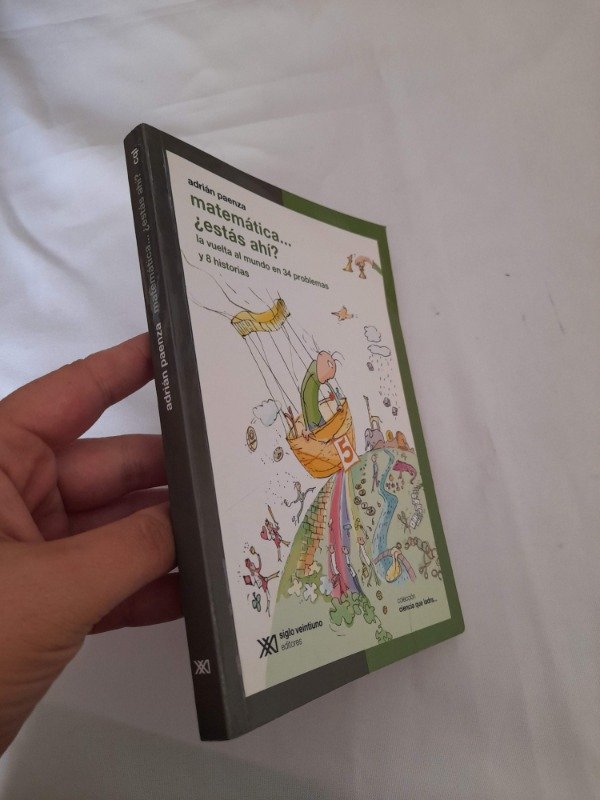 adrián paenza
matemática...
¿estás ahí?
la vuelta al mundo en 34 problemas
y 8 historias
5
siglo veintiuno
editores
colección
ciencia que ladra...
adrián paenza matemática... ¿estás ahí? cql